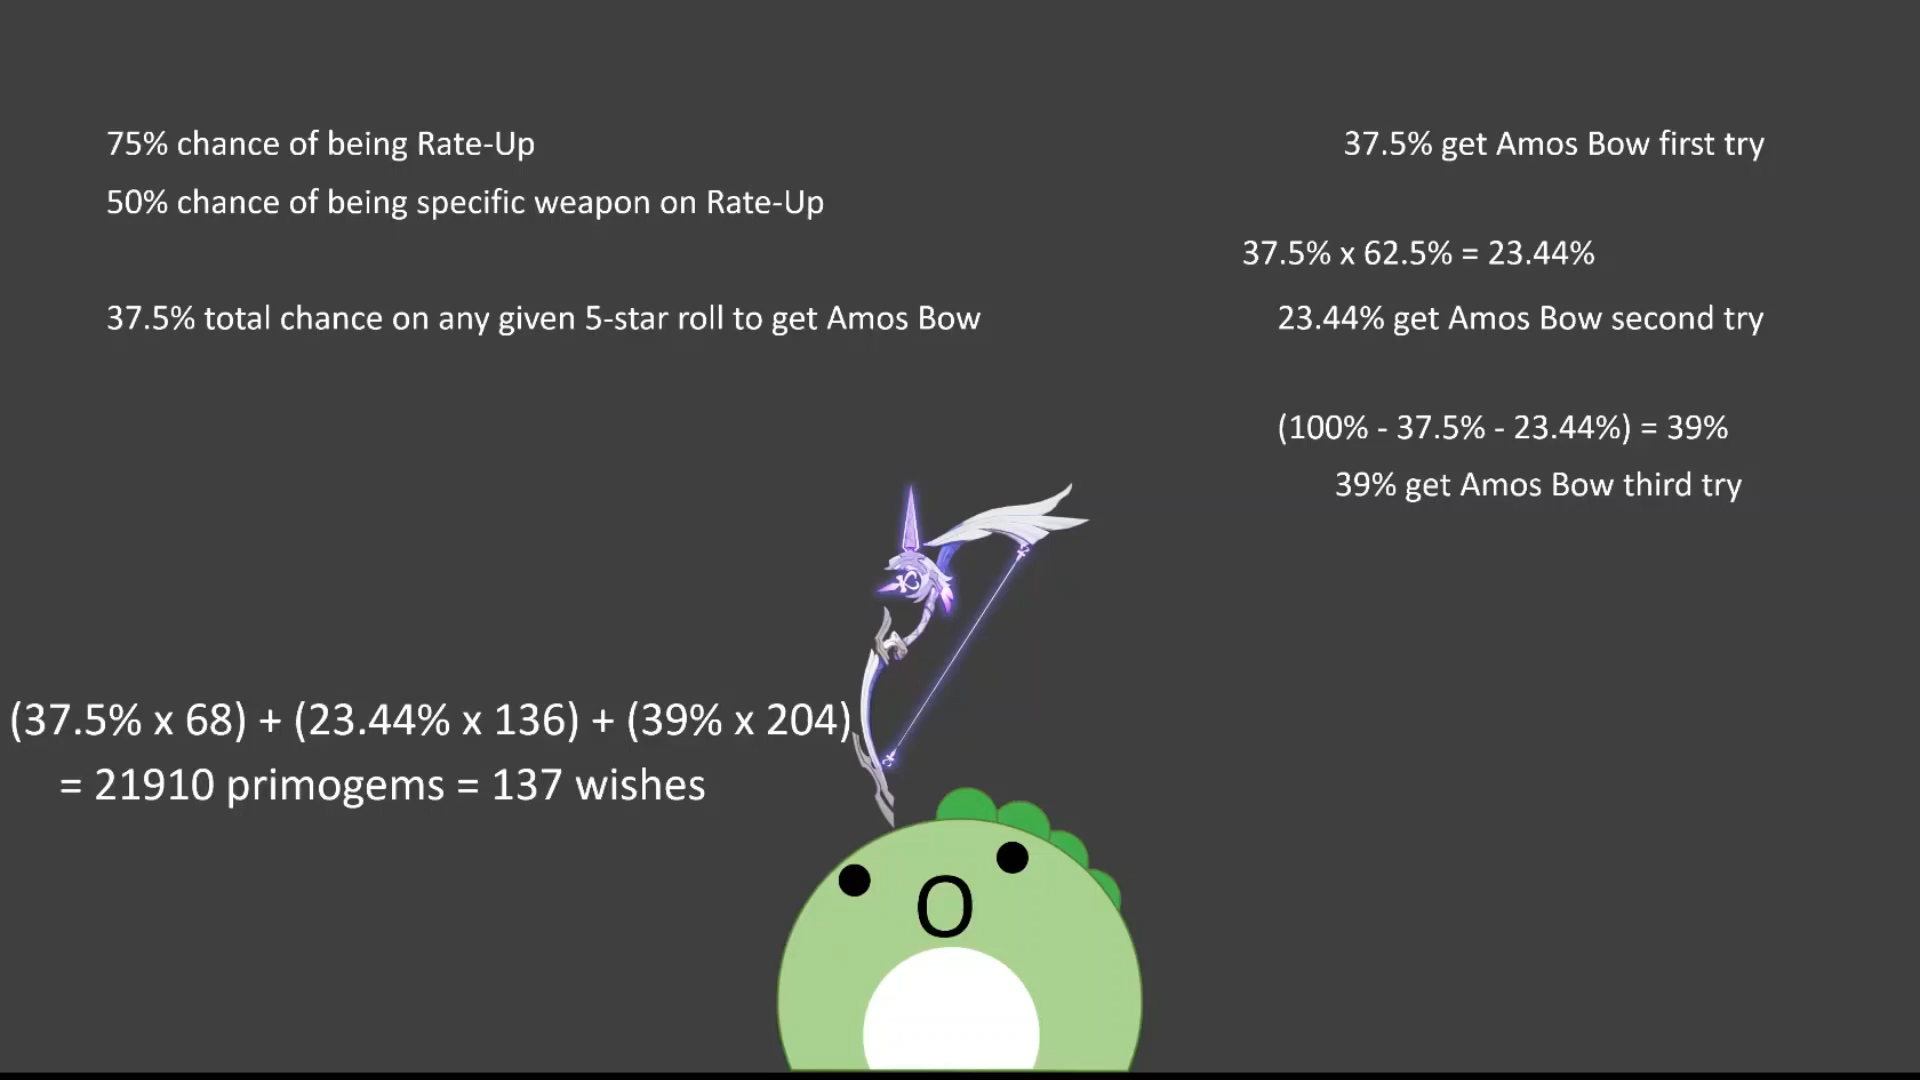 75% chance of being Rate-Up
50% chance of being specific weapon on Rate-Up
37.5% total chance on any given 5-star roll to get Amos Bow
37.5% get Amos Bow first try
37.5% x 62.5% = 23.44%
23.44% get Amos Bow second try
(100% - 37.5% - 23.44%) = 39%
39% get Amos Bow third try
(37.5% x 68) + (23.44% x 136) + (39% x 204)
= 21910 primogems = 137 wishes